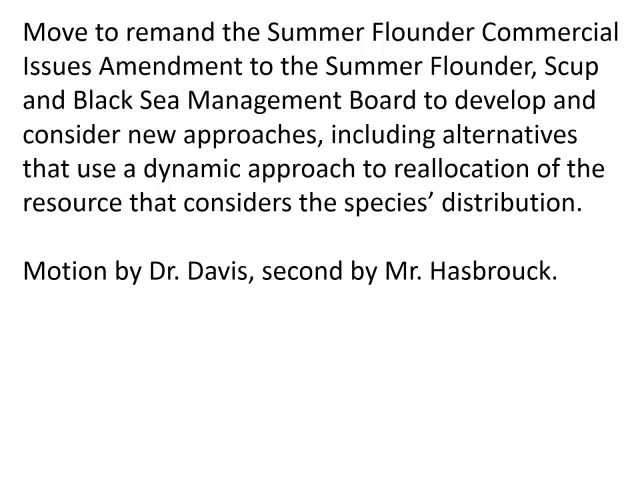 Move to remand the Summer Flounder Commercial
Issues Amendment to the Summer Flounder, Scup
and Black Sea Management Board to develop and
consider new approaches, including alternatives
that use a dynamic approach to reallocation of the
resource that considers the species’ distribution.
Motion by Dr. Davis, second by Mr. Hasbrouck.